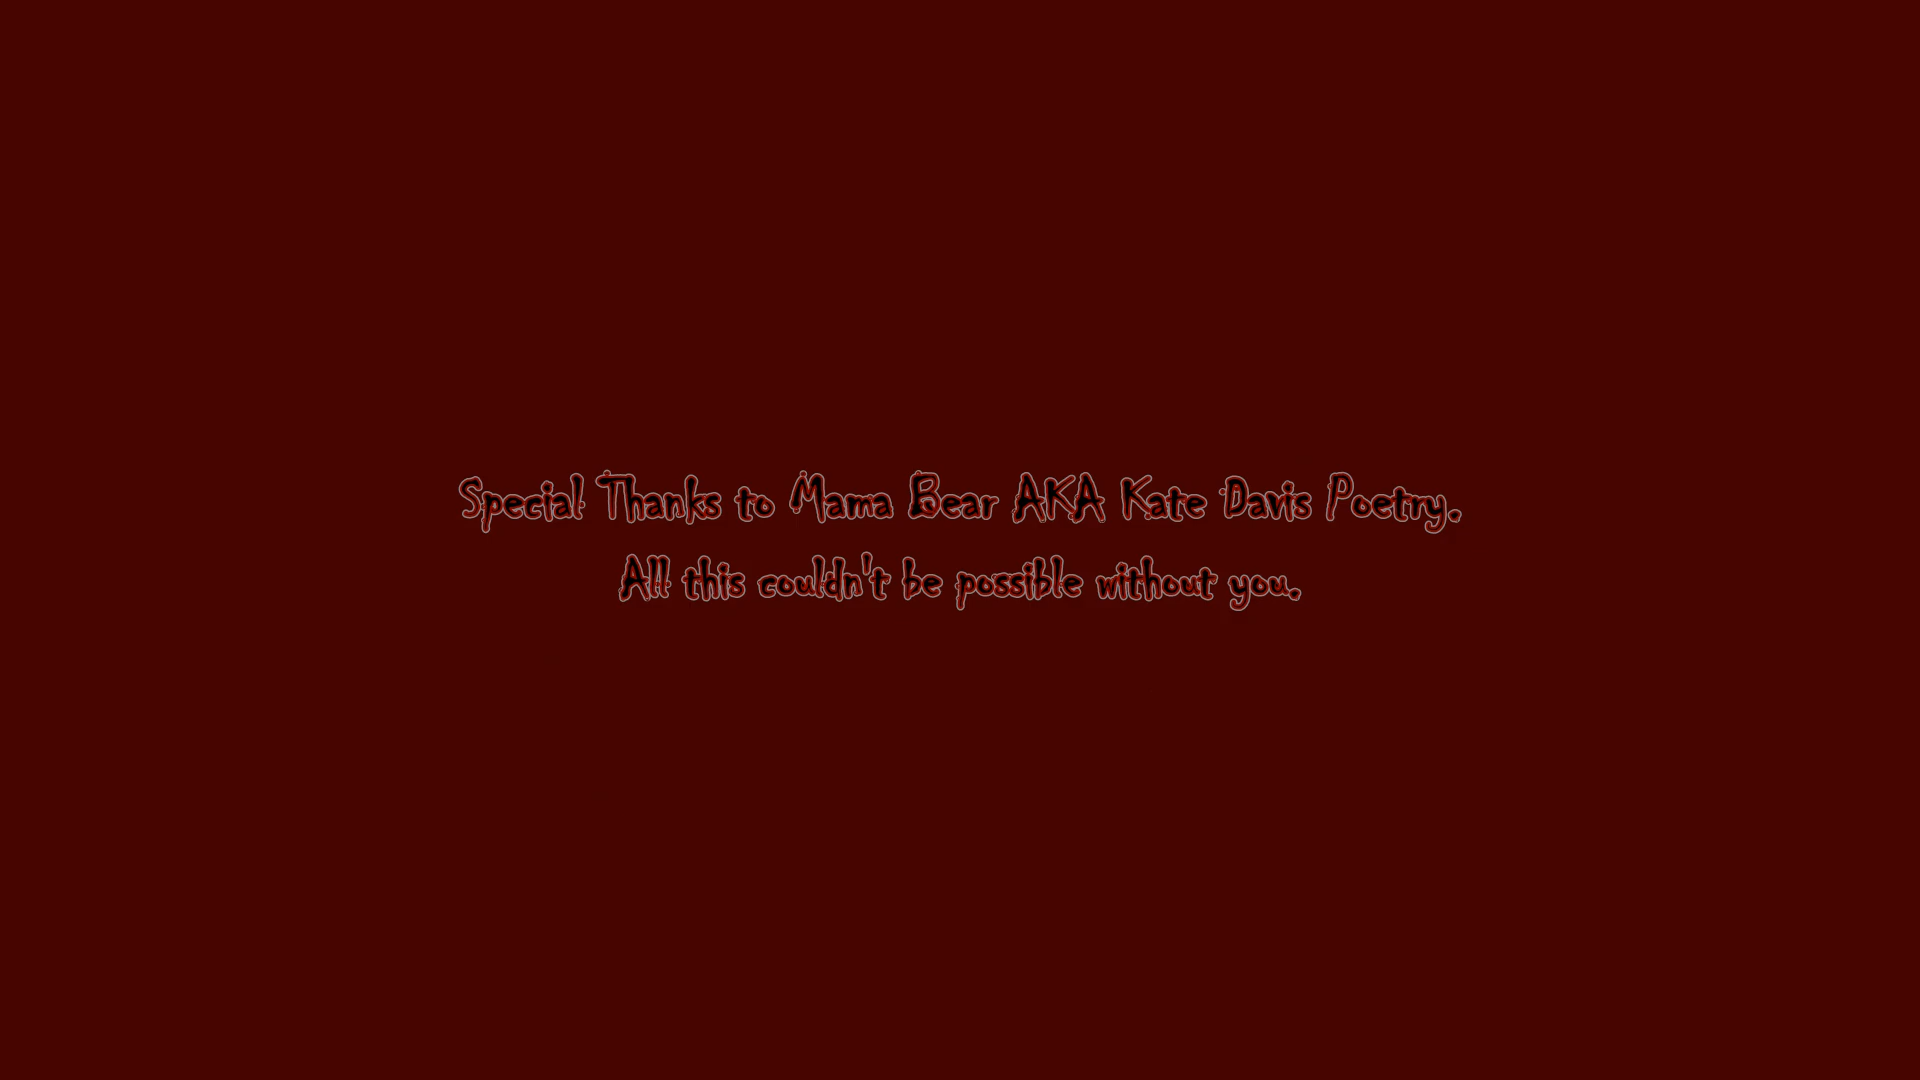 Special Thanks to Mama Bear AKA Kate Davis Poetry.
All this couldn't be possible without you.